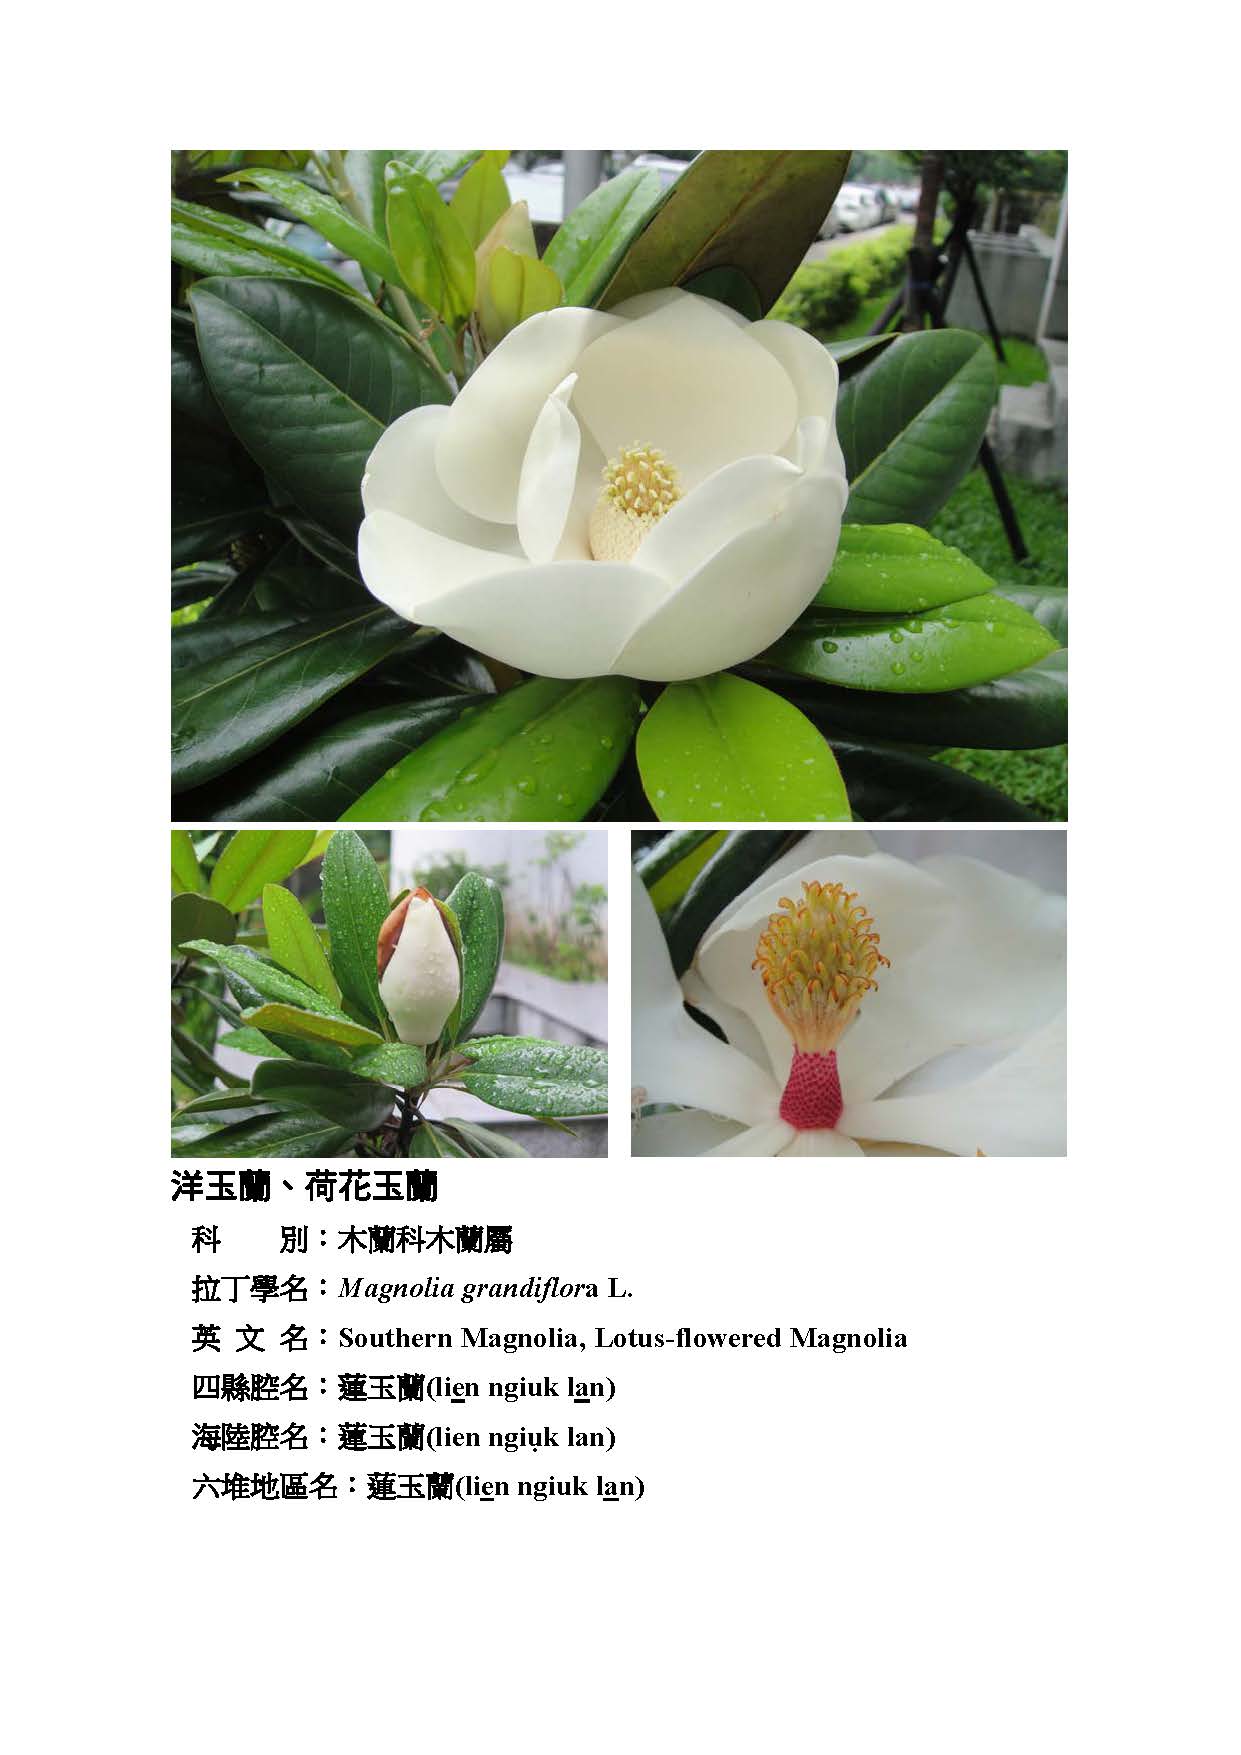 洋玉蘭、荷花玉蘭
科　　別：木蘭科木蘭屬
拉丁學名：Magnolia grandiflora L.
英 文 名：Southern Magnolia, Lotus-flowered Magnolia
四縣腔名：蓮玉蘭(lien ngiuk lan)
海陸腔名：蓮玉蘭(lien ngiụk lan)
六堆地區名：蓮玉蘭(lien ngiuk lan)